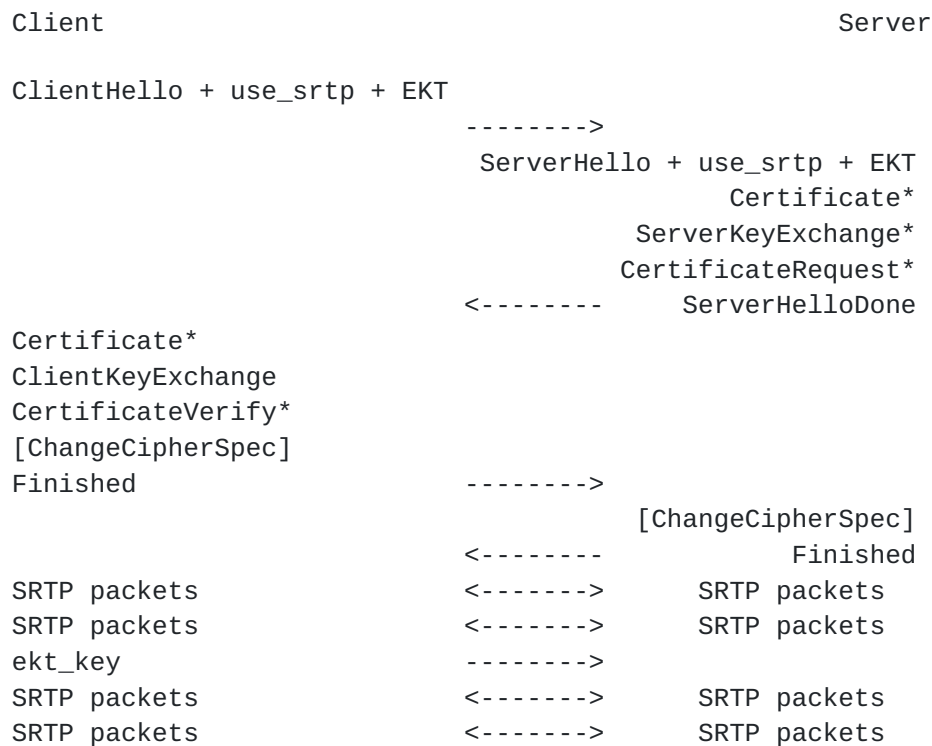 Client                                               Server

ClientHello + use_srtp + EKT
                             -------->
                              ServerHello + use_srtp + EKT
                                              Certificate*
                                        ServerKeyExchange*
                                       CertificateRequest*
                             <--------     ServerHelloDone
Certificate*
ClientKeyExchange
CertificateVerify*
[ChangeCipherSpec]
Finished                     -------->
                                        [ChangeCipherSpec]
                             <--------            Finished
SRTP packets                 <------->      SRTP packets
SRTP packets                 <------->      SRTP packets
ekt_key                      -------->
SRTP packets                 <------->      SRTP packets
SRTP packets                 <------->      SRTP packets